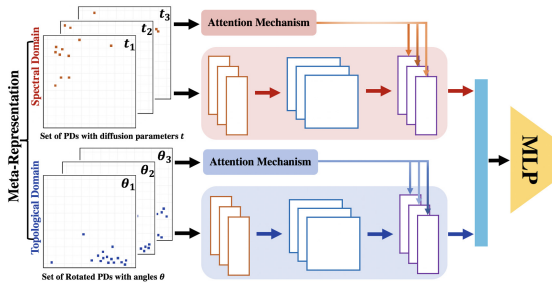 Meta-Representation
Spectral Domain
t₃
t₂
t₁
Set of PDs with diffusion parameters t
Attention Mechanism
Topological Domain
θ₃
θ₂
θ₁
Set of Rotated PDs with angles θ
Attention Mechanism
MLP